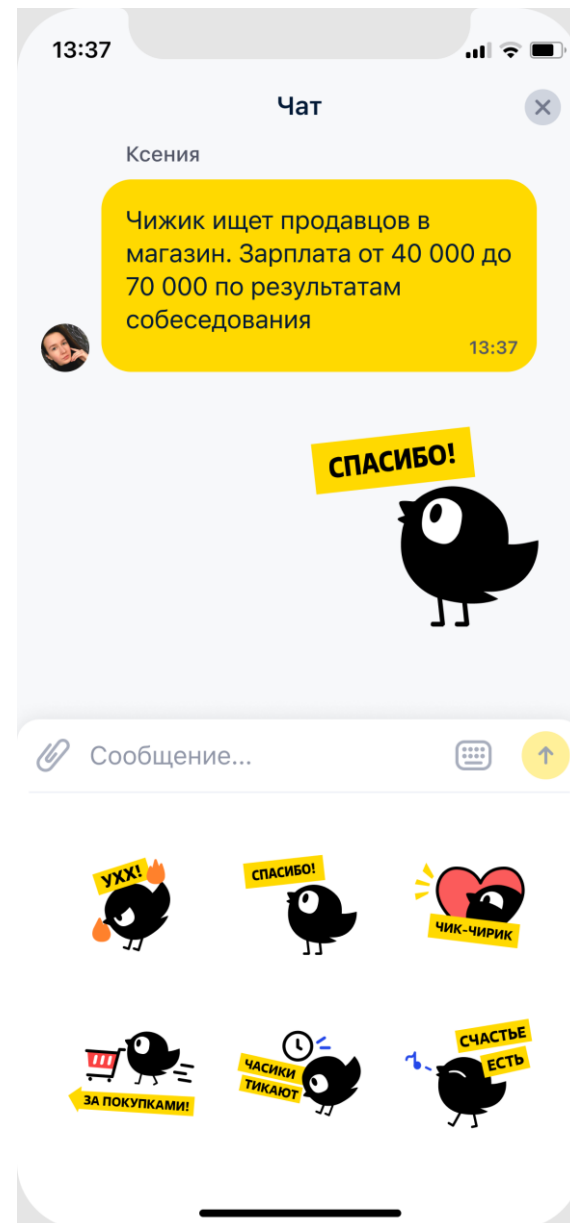 13:37
Чат
Ксения
Чижик ищет продавцов в
магазин. Зарплата от 40 000 до
70 000 по результатам
собеседования
13:37
СПАСИБО!
Сообщение...
УХХ!
СПАСИБО!
ЧИК-ЧИРИК
ЗА ПОКУПКАМИ!
ЧАСИКИ
ТИКАЮТ
СЧАСТЬЕ
ЕСТЬ